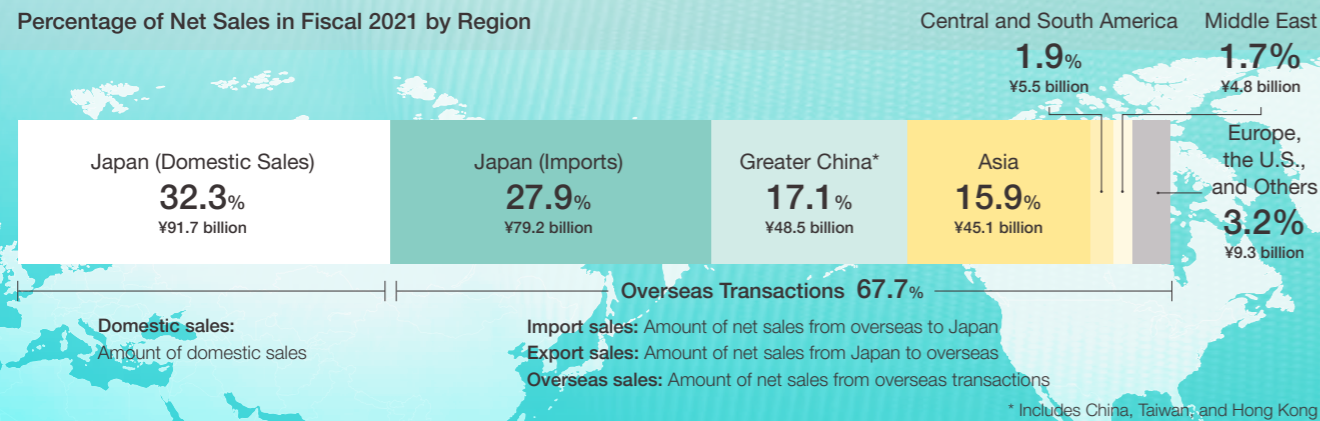 Percentage of Net Sales in Fiscal 2021 by Region
Central and South America
1.9%
¥5.5 billion
Middle East
1.7%
¥4.8 billion
Japan (Domestic Sales)
32.3%
¥91.7 billion
Japan (Imports)
27.9%
¥79.2 billion
Greater China*
17.1%
¥48.5 billion
Asia
15.9%
¥45.1 billion
Europe,
the U.S.,
and Others
3.2%
¥9.3 billion
Overseas Transactions 67.7%
Domestic sales:
Amount of domestic sales
Import sales: Amount of net sales from overseas to Japan
Export sales: Amount of net sales from Japan to overseas
Overseas sales: Amount of net sales from overseas transactions
* Includes China, Taiwan, and Hong Kong